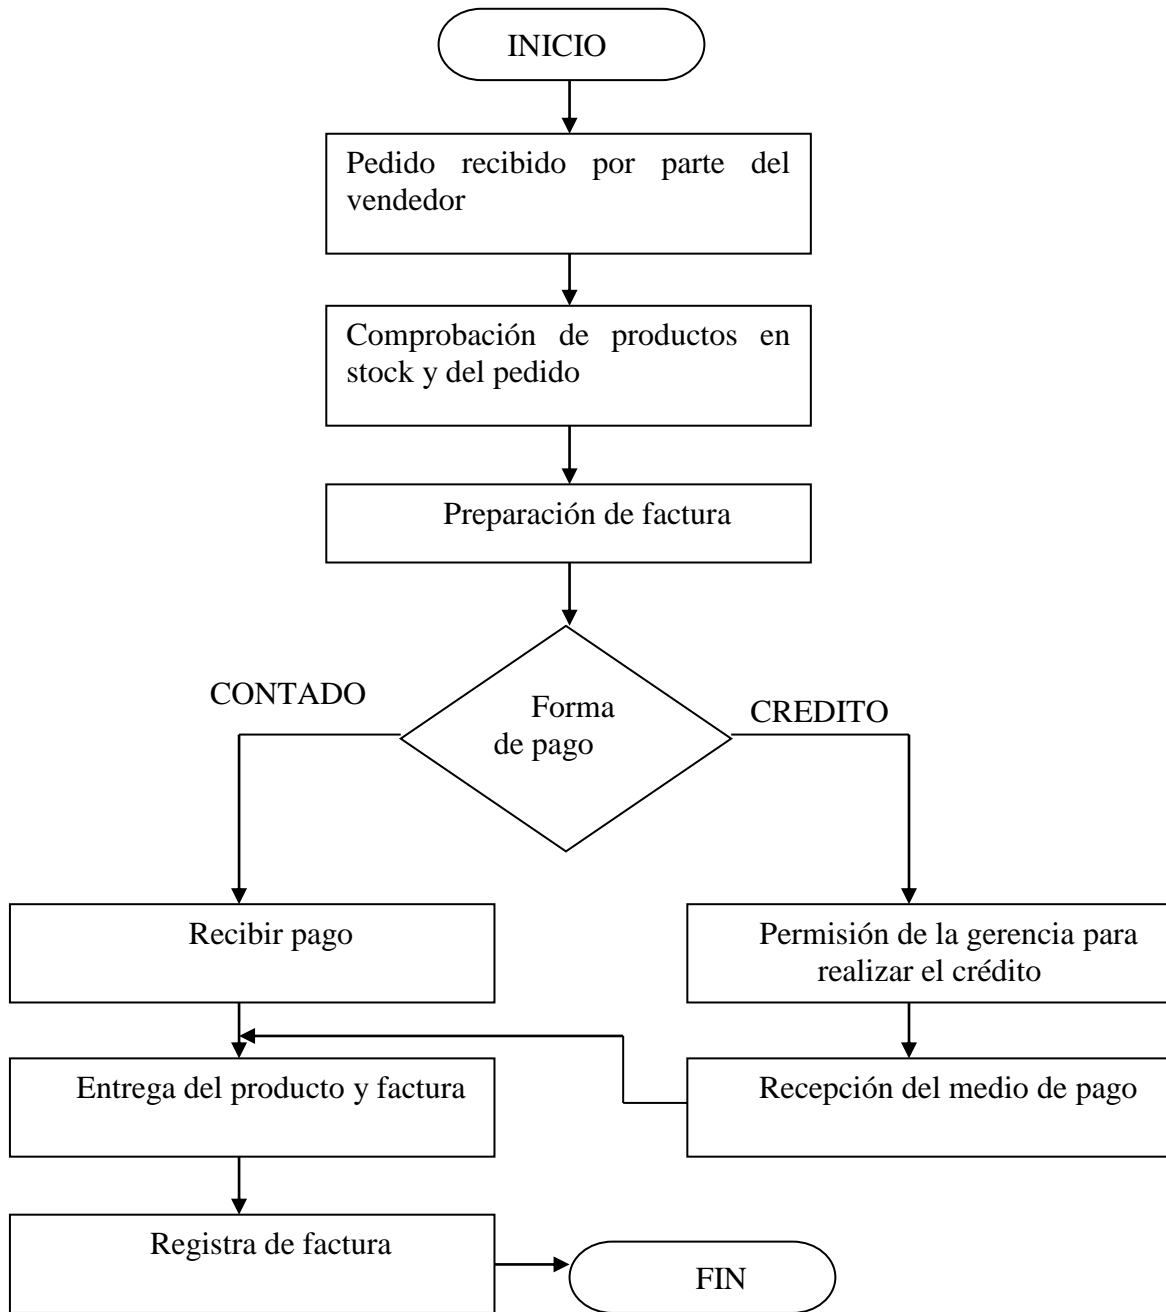 INICIO
Pedido recibido por parte del
vendedor
Comprobación de productos en
stock y del pedido
Preparación de factura
CONTADO
Forma
de pago
CREDITO
Recibir pago
Permisión de la gerencia para
realizar el crédito
Entrega del producto y factura
Recepción del medio de pago
Registra de factura
FIN